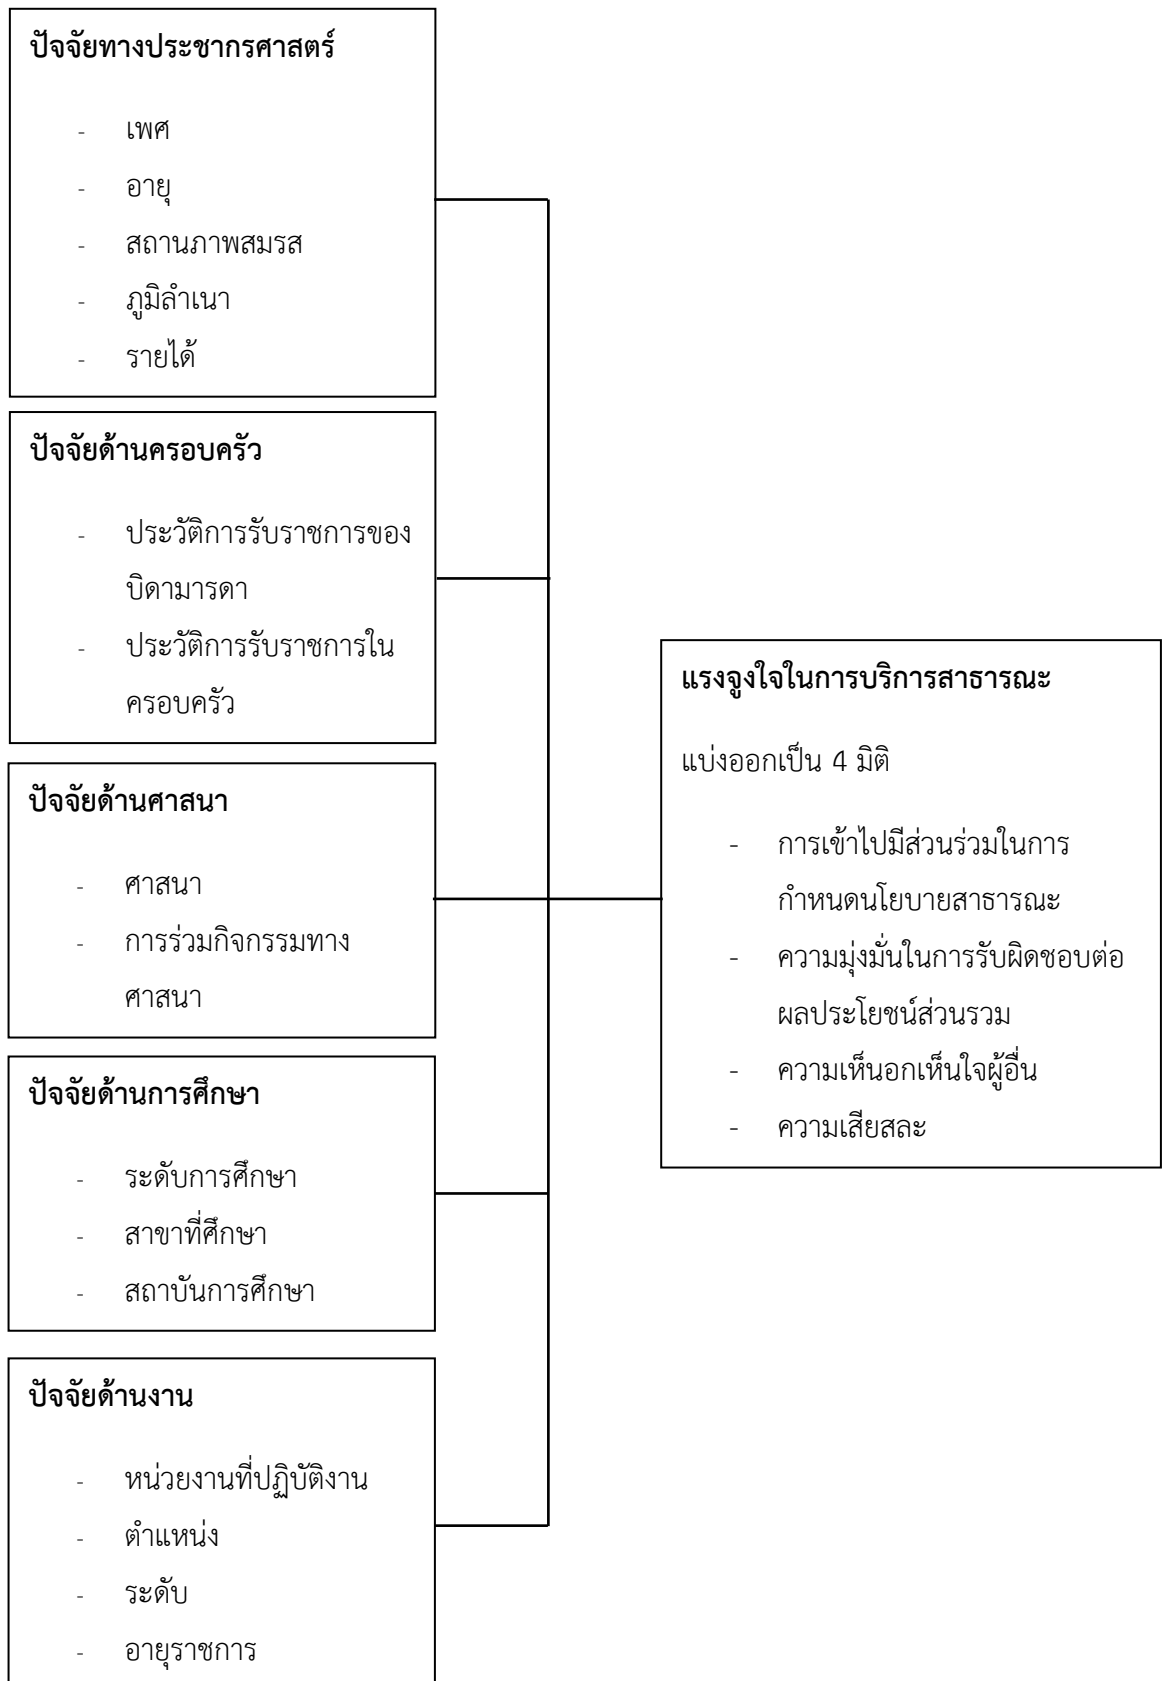 ปัจจัยทางประชากรศาสตร์
- เพศ
- อายุ
- สถานภาพสมรส
- ภูมิลำเนา
- รายได้
ปัจจัยด้านครอบครัว
- ประวัติการรับราชการของ
บิดามารดา
- ประวัติการรับราชการใน
ครอบครัว
ปัจจัยด้านศาสนา
- ศาสนา
- การร่วมกิจกรรมทาง
ศาสนา
ปัจจัยด้านการศึกษา
- ระดับการศึกษา
- สาขาที่ศึกษา
- สถาบันการศึกษา
ปัจจัยด้านงาน
- หน่วยงานที่ปฏิบัติงาน
- ตำแหน่ง
- ระดับ
- อายุราชการ
แรงจูงใจในการบริการสาธารณะ
แบ่งออกเป็น 4 มิติ
- การเข้าไปมีส่วนร่วมในการ
กำหนดนโยบายสาธารณะ
- ความมุ่งมั่นในการรับผิดชอบต่อ
ผลประโยชน์ส่วนรวม
- ความเห็นอกเห็นใจผู้อื่น
- ความเสียสละ